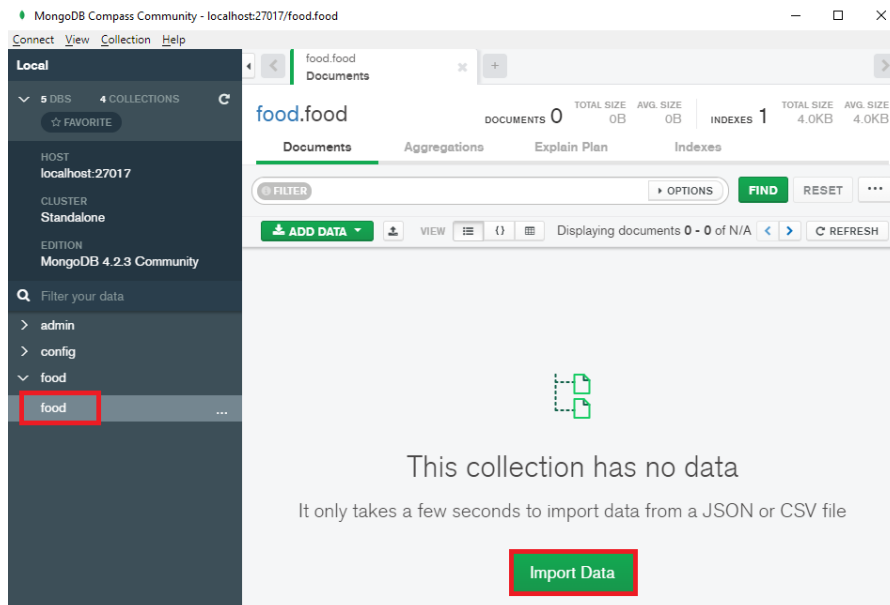 MongoDB Compass Community - localhost:27017/food.food
Connect View Collection Help
Local
5 DBS 4 COLLECTIONS
FAVORITE
HOST
localhost:27017
CLUSTER
Standalone
EDITION
MongoDB 4.2.3 Community
Filter your data
admin
config
food
food
...
food.food
Documents
food.food
DOCUMENTS 0 TOTAL SIZE 0B AVG. SIZE 0B INDEXES 1 TOTAL SIZE 4.0KB AVG. SIZE 4.0KB
Documents Aggregations Explain Plan Indexes
FILTER OPTIONS FIND RESET ...
ADD DATA VIEW {} Displaying documents 0 - 0 of N/A < > REFRESH
This collection has no data
It only takes a few seconds to import data from a JSON or CSV file
Import Data